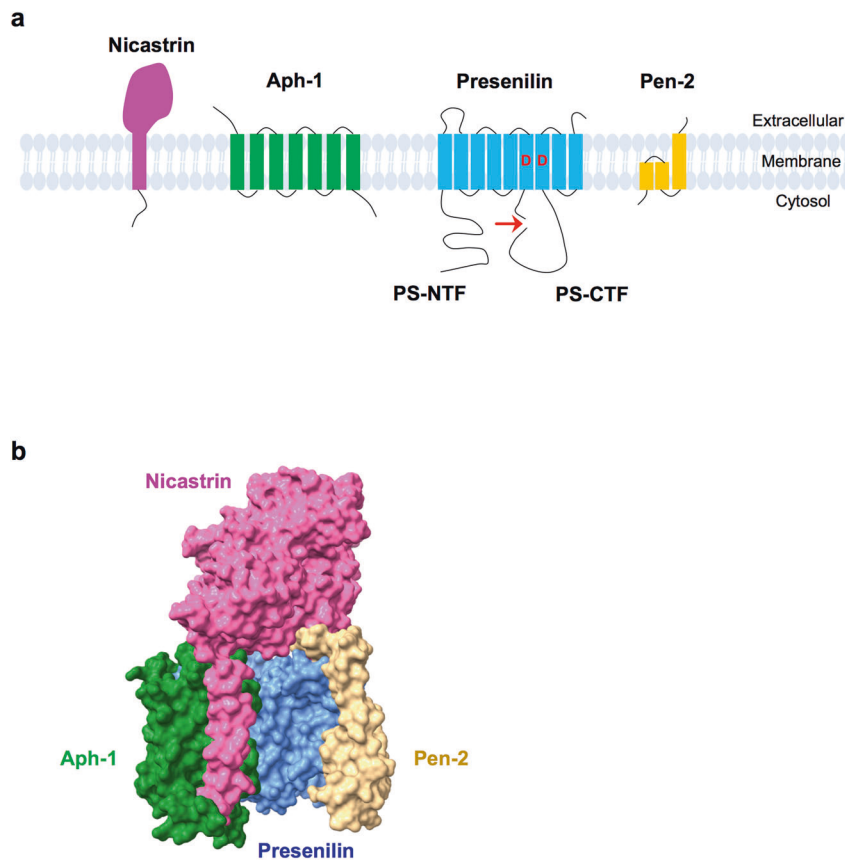 a
Nicastrin
Aph-1
Presenilin
Pen-2
Extracellular
D D
Membrane
Cytosol
PS-NTF
PS-CTF
b
Nicastrin
Aph-1
Pen-2
Presenilin